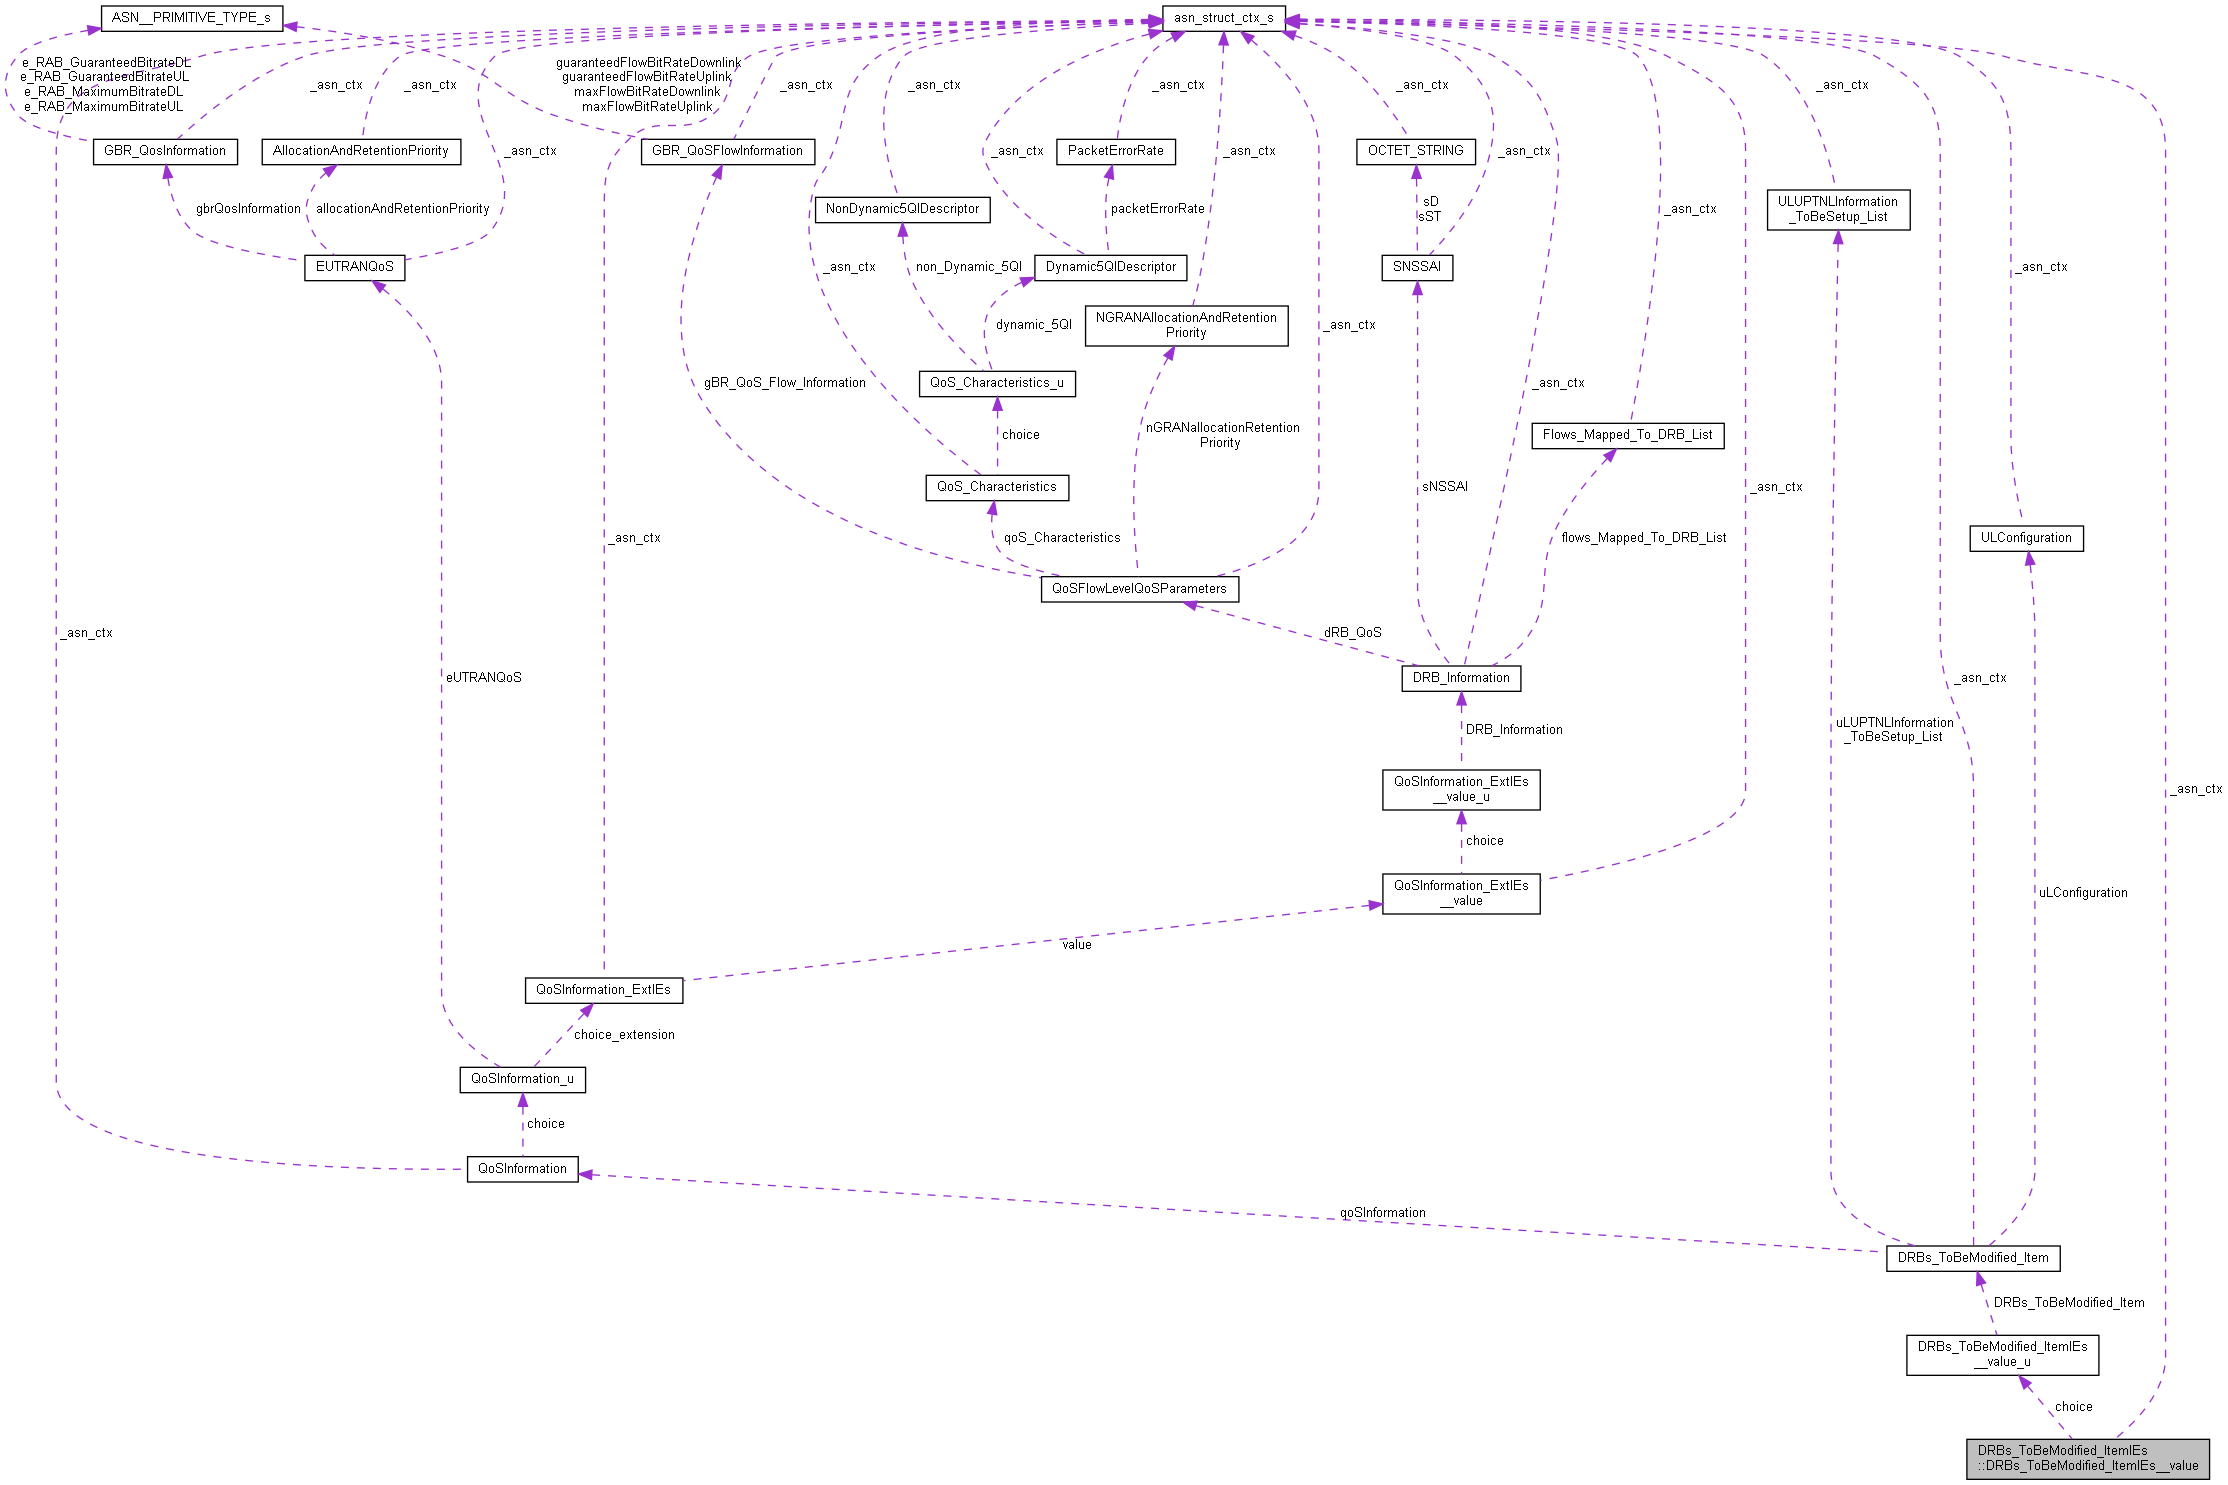 ASN__PRIMITIVE_TYPE_s
asn_struct_ctx_s
e_RAB_GuaranteedBitrateDL
e_RAB_GuaranteedBitrateUL
e_RAB_MaximumBitrateDL
e_RAB_MaximumBitrateUL
_asn_ctx
_asn_ctx
guaranteedFlowBitRateDownlink
guaranteedFlowBitRateUplink
maxFlowBitRateDownlink
maxFlowBitRateUplink
_asn_ctx
_asn_ctx
_asn_ctx
_asn_ctx
_asn_ctx
GBR_QosInformation
AllocationAndRetentionPriority
_asn_ctx
GBR_QoSFlowInformation
_asn_ctx
PacketErrorRate
_asn_ctx
OCTET_STRING
_asn_ctx
gbrQosInformation
allocationAndRetentionPriority
NonDynamic5QIDescriptor
packetErrorRate
sD
sST
_asn_ctx
ULUPTNLInformation
_ToBeSetup_List
EUTRANQoS
_asn_ctx
non_Dynamic_5QI
Dynamic5QIDescriptor
SNSSAI
_asn_ctx
dynamic_5QI
NGRANAllocationAndRetention
Priority
_asn_ctx
gBR_QoS_Flow_Information
QoS_Characteristics_u
_asn_ctx
choice
nGRANallocationRetention
Priority
Flows_Mapped_To_DRB_List
QoS_Characteristics
sNSSAI
_asn_ctx
_asn_ctx
qoS_Characteristics
flows_Mapped_To_DRB_List
ULConfiguration
QoSFlowLevelQoSParameters
_asn_ctx
dRB_QoS
eUTRANQoS
DRB_Information
_asn_ctx
DRB_Information
uLUPTNLInformation
_ToBeSetup_List
QoSInformation_ExtIEs
__value_u
_asn_ctx
choice
QoSInformation_ExtIEs
__value
uLConfiguration
value
QoSInformation_ExtIEs
choice_extension
QoSInformation_u
choice
QoSInformation
qoSInformation
DRBs_ToBeModified_Item
DRBs_ToBeModified_Item
DRBs_ToBeModified_ItemIEs
__value_u
choice
DRBs_ToBeModified_ItemIEs
::DRBs_ToBeModified_ItemIEs__value